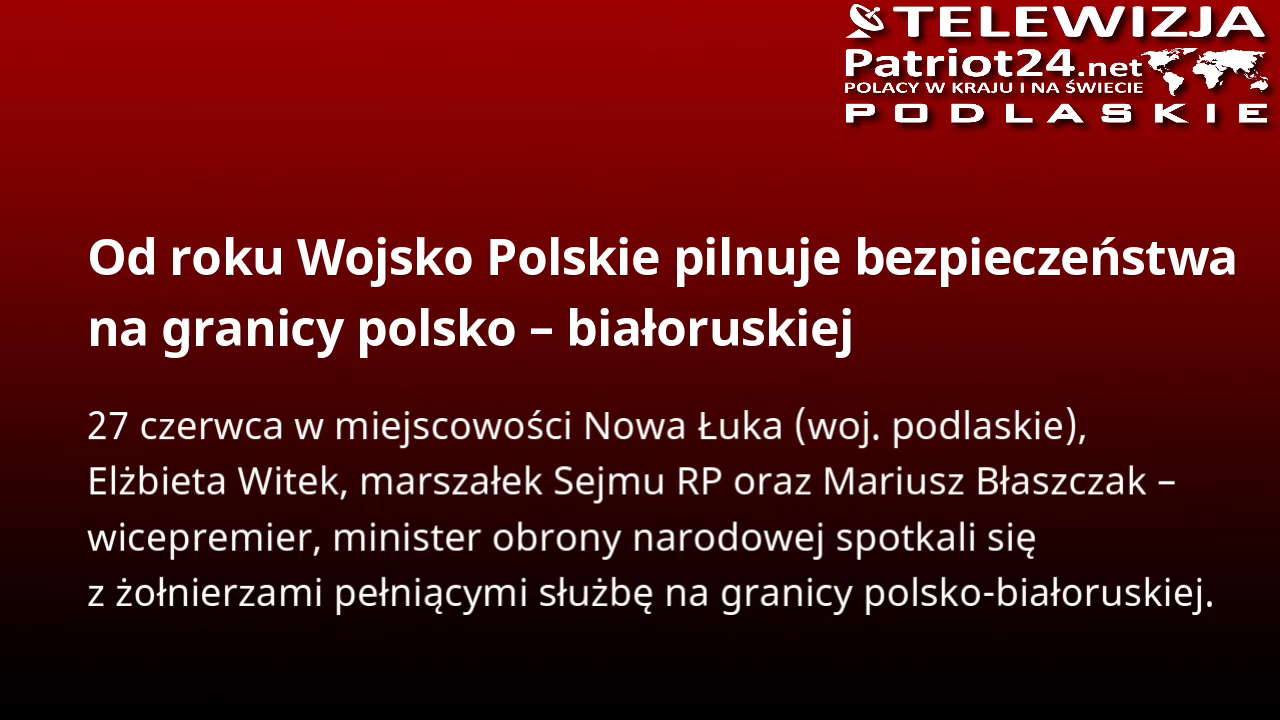 TELEWIZJA
Patriot24.net
POLACY W KRAJU I NA ŚWIECIE
PODLASKIE
Od roku Wojsko Polskie pilnuje bezpieczeństwa
na granicy polsko – białoruskiej
27 czerwca w miejscowości Nowa Łuka (woj. podlaskie),
Elżbieta Witek, marszałek Sejmu RP oraz Mariusz Błaszczak –
wicepremier, minister obrony narodowej spotkali się
z żołnierzami pełniącymi służbę na granicy polsko-białoruskiej.